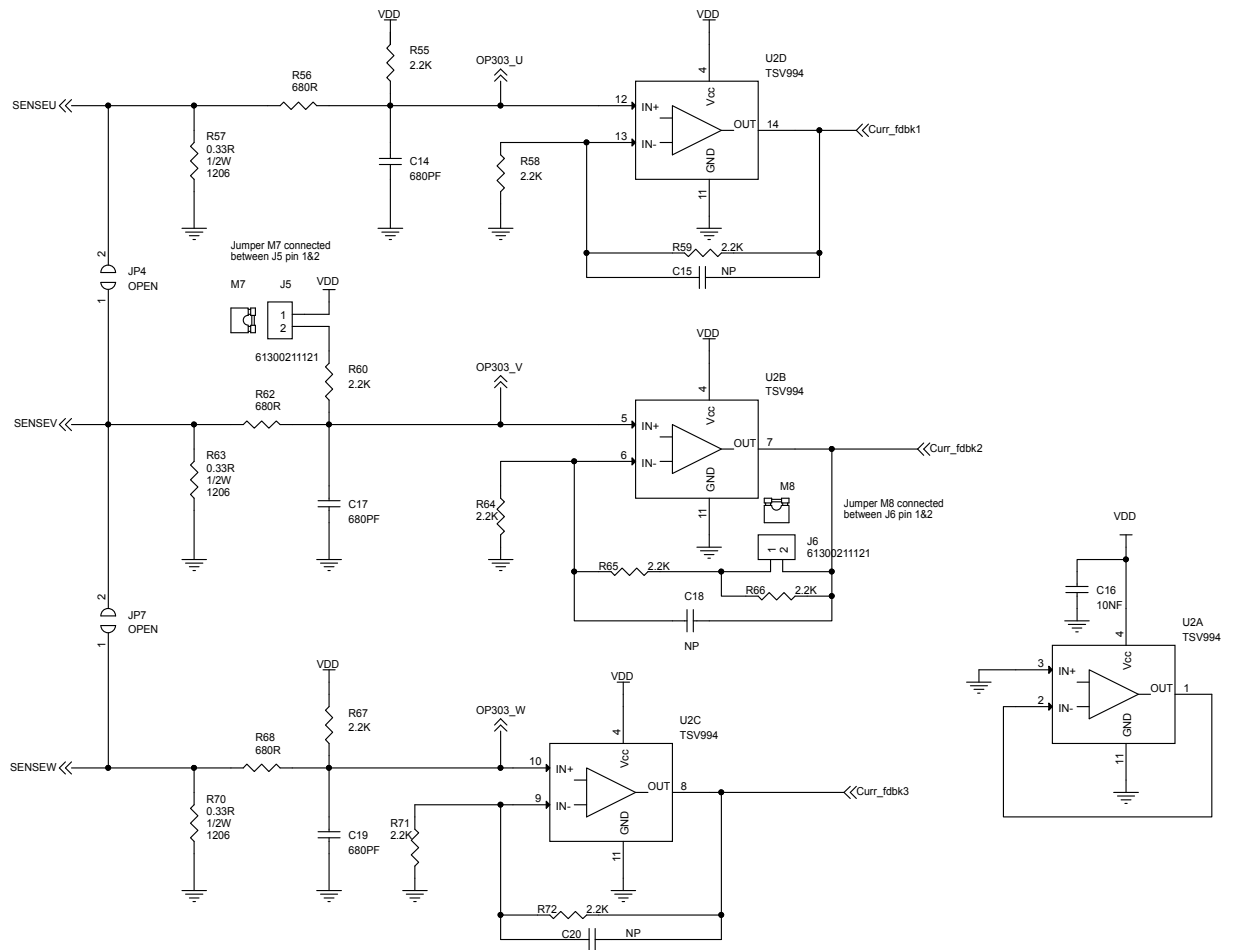 VDD
R55
2.2K
OP303_U
VDD
U2D
TSV994
R56
680R
SENSEU
4
Vcc
12
IN+
OUT
14
Curr_fdbk1
13
IN-
GND
11
R57
0.33R
1/2W
1206
C14
680PF
R58
2.2K
R59
2.2K
C15
NP
2
JP4
OPEN
1
Jumper M7 connected
between J5 pin 1&2
M7
J5
VDD
1
2
61300211121
R60
2.2K
OP303_V
VDD
U2B
TSV994
R62
680R
SENSEV
4
Vcc
5
IN+
OUT
7
Curr_fdbk2
6
IN-
GND
11
R63
0.33R
1/2W
1206
C17
680PF
R64
2.2K
M8
Jumper M8 connected
between J6 pin 1&2
J6
61300211121
1
2
R65
2.2K
R66
2.2K
C18
NP
2
JP7
OPEN
1
VDD
C16
10NF
U2A
TSV994
4
Vcc
3
IN+
OUT
1
2
IN-
GND
11
VDD
R67
2.2K
OP303_W
VDD
U2C
TSV994
R68
680R
SENSEW
4
Vcc
10
IN+
OUT
8
Curr_fdbk3
9
IN-
GND
11
R70
0.33R
1/2W
1206
C19
680PF
R71
2.2K
R72
2.2K
C20
NP